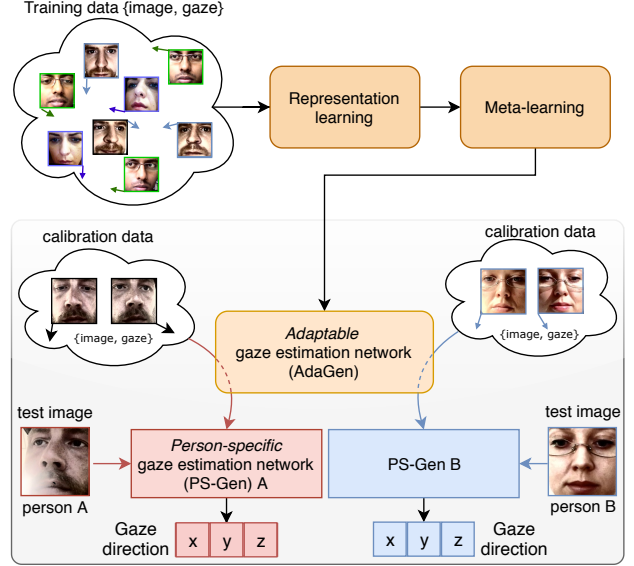 Training data {image, gaze}
Representation
learning
Meta-learning
calibration data
{image, gaze}
calibration data
{image, gaze}
Adaptable
gaze estimation network
(AdaGen)
test image
person A
Person-specific
gaze estimation network
(PS-Gen) A
PS-Gen B
test image
person B
Gaze
direction
x y z
x y z
Gaze
direction